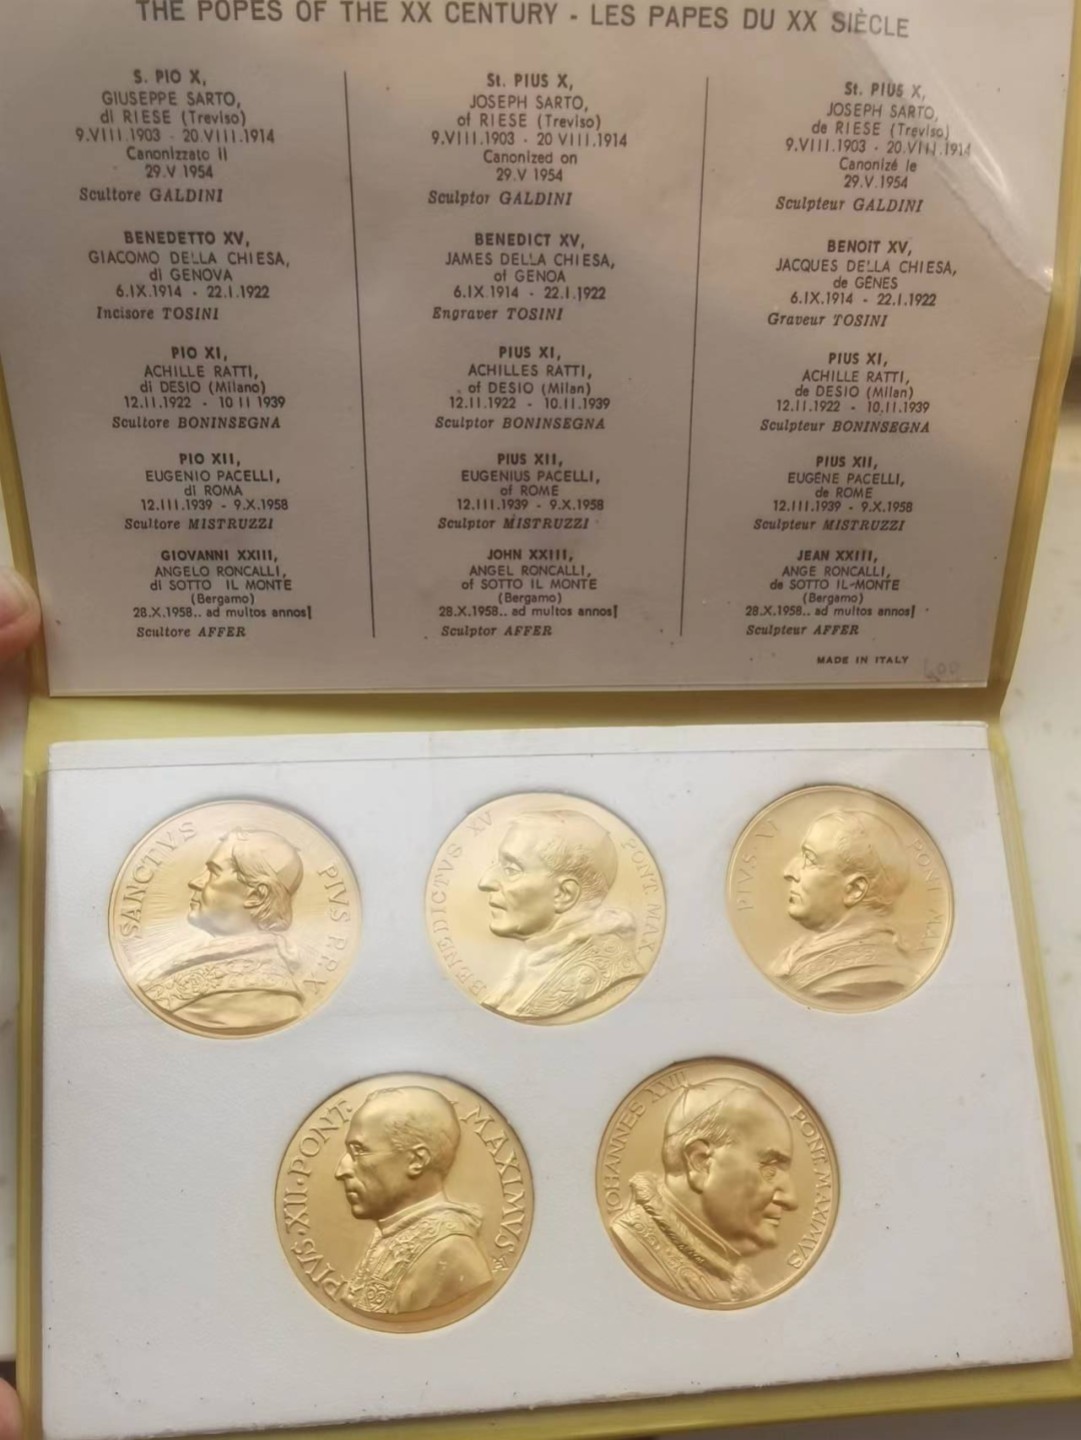 THE POPES OF THE XX CENTURY - LES PAPES DU XX SIÈCLE
S. PIO X,
GIUSEPPE SARTO,
di RIESE (Treviso)
9.VIII.1903 - 20.VIII.1914
Canonizzato il
29.V 1954
Scultore GALDINI
BENEDETTO XV,
GIACOMO DELLA CHIESA,
di GENOVA
6.IX.1914 - 22.I.1922
Incisore TOSINI
PIO XI,
ACHILLE RATTI,
di DESIO (Milano)
12.II.1922 - 10 II 1939
Scultore BONINSEGNA
PIO XII,
EUGENIO PACELLI,
di ROMA
12.III.1939 - 9.X.1958
Scultore MISTRUZZI
GIOVANNI XXIII,
ANGELO RONCALLI,
di SOTTO IL MONTE
(Bergamo)
28.X.1958.. ad multos annos!
Scultore AFFER
St. PIUS X,
JOSEPH SARTO,
of RIESE (Treviso)
9.VIII.1903 - 20 VIII.1914
Canonized on
29.V 1954
Sculptor GALDINI
BENEDICT XV,
JAMES DELLA CHIESA,
of GENOA
6.IX.1914 - 22.I.1922
Engraver TOSINI
PIUS XI,
ACHILLES RATTI,
of DESIO (Milan)
12.II.1922 - 10.II.1939
Sculptor BONINSEGNA
PIUS XII,
EUGENIUS PACELLI,
of ROME
12.III.1939 - 9.X.1958
Sculptor MISTRUZZI
JOHN XXIII,
ANGEL RONCALLI,
of SOTTO IL MONTE
(Bergamo)
28.X.1958.. ad multos annos!
Sculptor AFFER
St. PIUS X,
JOSEPH SARTO,
de RIESE (Treviso)
9.VIII.1903 - 20.VIII.1914
Canonizé le
29.V.1954
Sculpteur GALDINI
BENOIT XV,
JACQUES DELLA CHIESA,
de GÊNES
6.IX.1914 - 22.I.1922
Graveur TOSINI
PIUS XI,
ACHILLE RATTI,
de DESIO (Milan)
12.II.1922 - 10.II.1939
Sculpteur BONINSEGNA
PIUS XII,
EUGÈNE PACELLI,
de ROME
12.III.1939 - 9.X.1958
Sculpteur MISTRUZZI
JEAN XXIII,
ANGE RONCALLI,
de SOTTO IL-MONTE
(Bergamo)
28.X.1958.. ad multos annos!
Sculpteur AFFER
MADE IN ITALY
SANCTVS PIVS P.P. X
BENEDICTVS XV PONT. MAX
PIVS PONT MAX
PIVS·XII·PONT· MAXIMVS
IOHANNES XXIII PONT. MAXIMVS